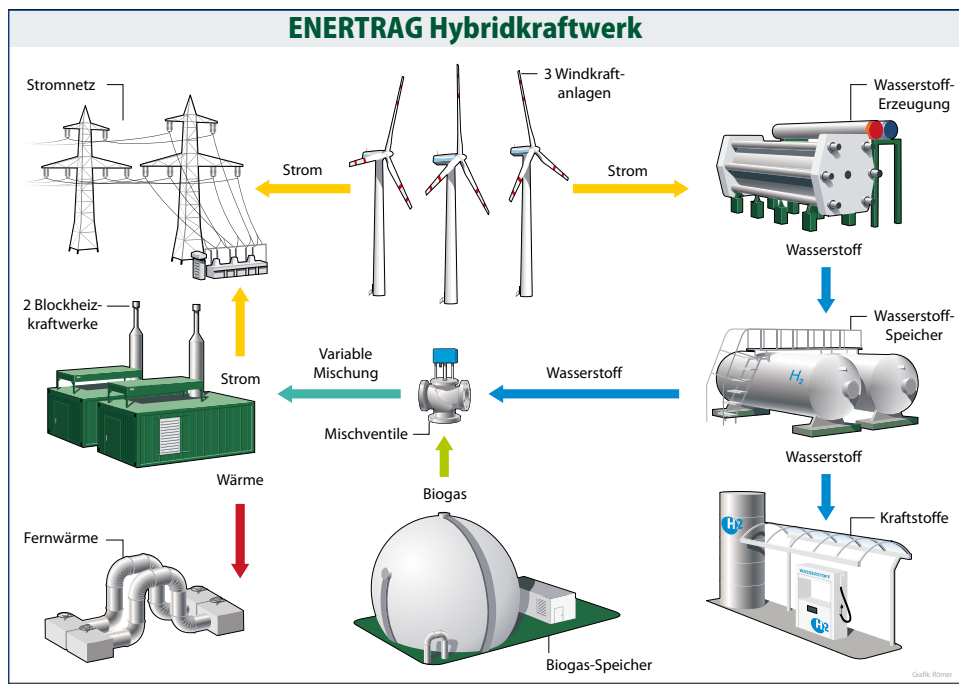 ENERTRAG Hybridkraftwerk
Stromnetz
3 Windkraft-
anlagen
Wasserstoff-
Erzeugung
Strom
Strom
Wasserstoff
2 Blockheiz-
kraftwerke
Variable
Mischung
Wasserstoff
Wasserstoff-
Speicher
H₂
Strom
Mischventile
Wasserstoff
Wärme
Biogas
Kraftstoffe
Fernwärme
H2
WASSERSTOFF
H2
Biogas-Speicher
Grafik Römer